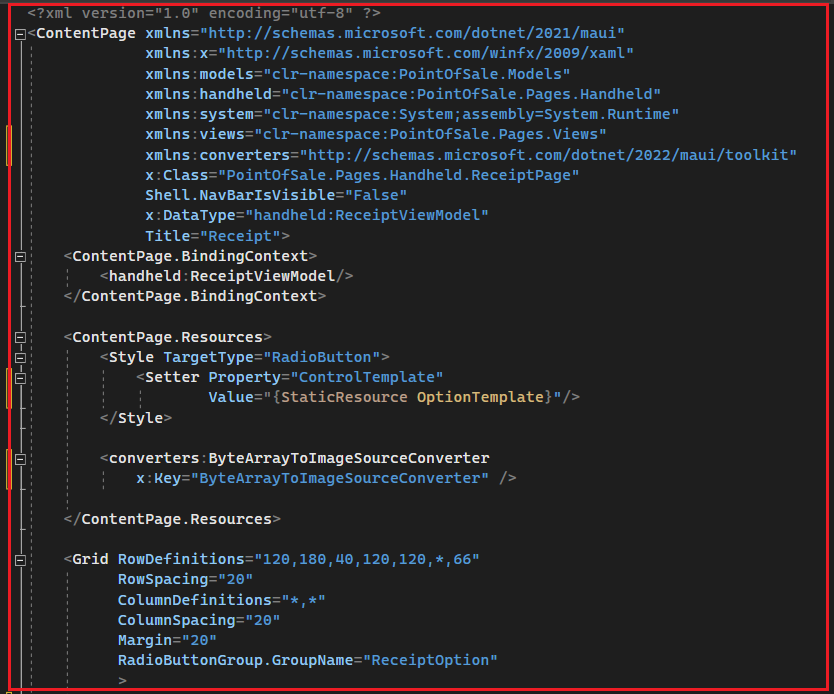 <?xml version="1.0" encoding="utf-8" ?>
<ContentPage xmlns="http://schemas.microsoft.com/dotnet/2021/maui"
xmlns:x="http://schemas.microsoft.com/winfx/2009/xaml"
xmlns:models="clr-namespace:PointOfSale.Models"
xmlns:handheld="clr-namespace:PointOfSale.Pages.Handheld"
xmlns:system="clr-namespace:System;assembly=System.Runtime"
xmlns:views="clr-namespace:PointOfSale.Pages.Views"
xmlns:converters="http://schemas.microsoft.com/dotnet/2022/maui/toolkit"
x:Class="PointOfSale.Pages.Handheld.ReceiptPage"
Shell.NavBarIsVisible="False"
x:DataType="handheld:ReceiptViewModel"
Title="Receipt">
<ContentPage.BindingContext>
<handheld:ReceiptViewModel/>
</ContentPage.BindingContext>
<ContentPage.Resources>
<Style TargetType="RadioButton">
<Setter Property="ControlTemplate"
Value="{StaticResource OptionTemplate}"/>
</Style>
<converters:ByteArrayToImageSourceConverter
x:Key="ByteArrayToImageSourceConverter" />
</ContentPage.Resources>
<Grid RowDefinitions="120,180,40,120,120,*,66"
RowSpacing="20"
ColumnDefinitions="*,*"
ColumnSpacing="20"
Margin="20"
RadioButtonGroup.GroupName="ReceiptOption"
>